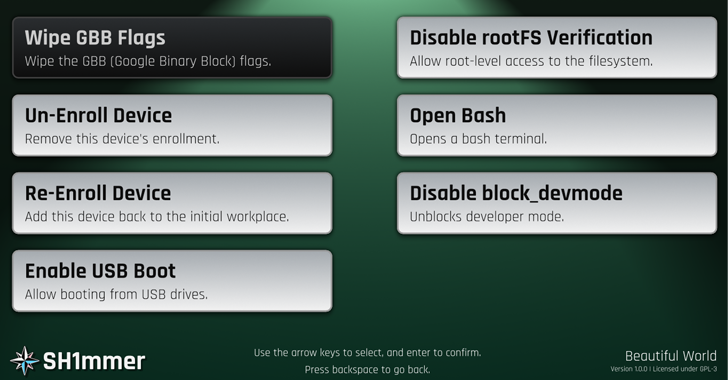 Wipe GBB Flags
Wipe the GBB (Google Binary Block) flags.
Un-Enroll Device
Remove this device's enrollment.
Re-Enroll Device
Add this device back to the initial workplace.
Enable USB Boot
Allow booting from USB drives.
Disable rootFS Verification
Allow root-level access to the filesystem.
Open Bash
Opens a bash terminal.
Disable block_devmode
Unblocks developer mode.
SH1mmer
Use the arrow keys to select, and enter to confirm.
Press backspace to go back.
Beautiful World
Version 1.0.0 | Licensed under GPL-3